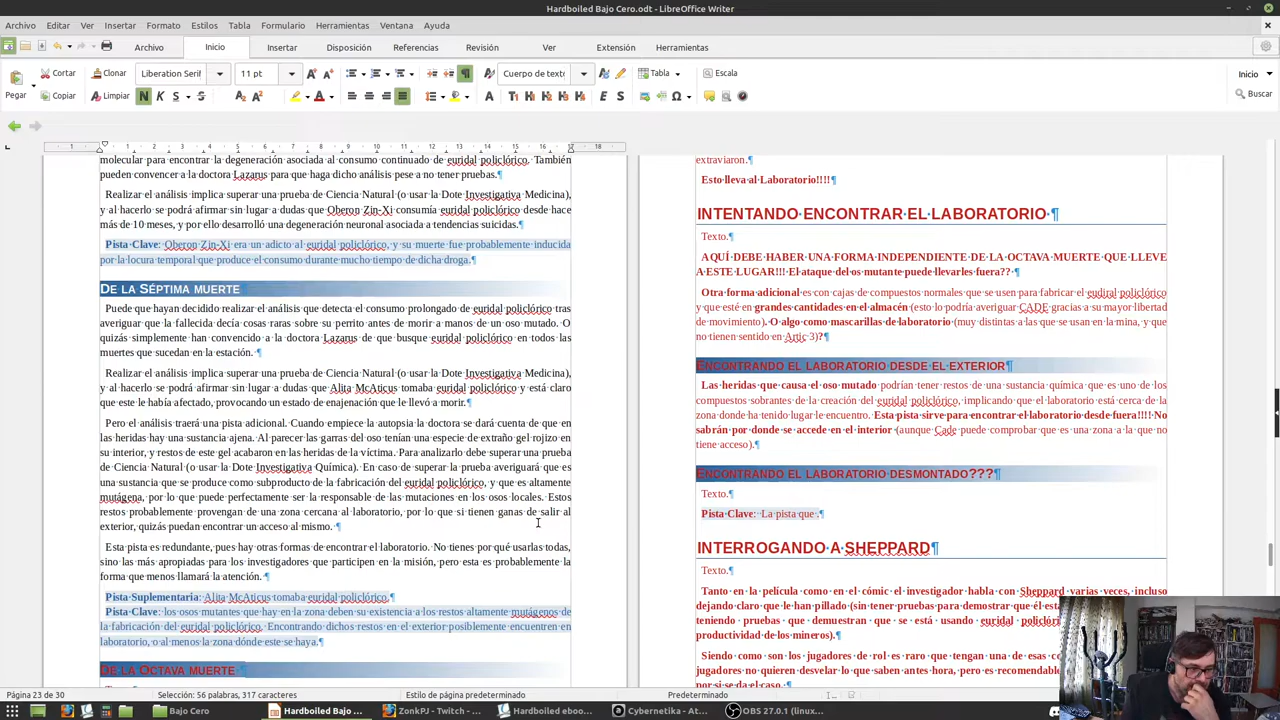 Hardboiled Bajo Cero.odt - LibreOffice Writer
Archivo Editar Ver Insertar Formato Estilos Tabla Formulario Herramientas Ventana Ayuda
Archivo Inicio Insertar Disposición Referencias Revisión Ver Extensión Herramientas
Pegar Cortar Clonar Liberation Serif 11 pt Cuerpo de texto Tabla Escala Inicio
Copiar Limpiar Buscar
molecular para encontrar la degeneración asociada al consumo continuado de euridal policlórico. También
pueden convencer a la doctora Lazarus para que haga dicho análisis pese a no tener pruebas.¶
Realizar el análisis implica superar una prueba de Ciencia Natural (o usar la Dote Investigativa Medicina),
y al hacerlo se podrá afirmar sin lugar a dudas que Oberon Zin-Xi consumía euridal policlórico desde hace
más de 10 meses, y por ello desarrolló una degeneración neuronal asociada a tendencias suicidas.¶
Pista Clave: Oberon Zin-Xi era un adicto al euridal policlórico, y su muerte fue probablemente inducida
por la locura temporal que produce el consumo durante mucho tiempo de dicha droga.¶
DE LA SÉPTIMA MUERTE¶
Puede que hayan decidido realizar el análisis que detecta el consumo prolongado de euridal policlórico tras
averiguar que la fallecida decía cosas raras sobre su perrito antes de morir a manos de un oso mutado. O
quizás simplemente han convencido a la doctora Lazarus de que busque euridal policlórico en todos las
muertes que sucedan en la estación. ¶
Realizar el análisis implica superar una prueba de Ciencia Natural (o usar la Dote Investigativa Medicina),
y al hacerlo se podrá afirmar sin lugar a dudas que Alita McAticus tomaba euridal policlórico y está claro
que este le había afectado, provocando un estado de enajenación que le llevó a morir.¶
Pero el análisis traerá una pista adicional. Cuando empiece la autopsia la doctora se dará cuenta de que en
las heridas hay una sustancia ajena. Al parecer las garras del oso tenían una especie de extraño gel rojizo en
su interior, y restos de este gel acabaron en las heridas de la víctima. Para analizarlo debe superar una prueba
de Ciencia Natural (o usar la Dote Investigativa Química). En caso de superar la prueba averiguará que es
una sustancia que se produce como subproducto de la fabricación del euridal policlórico, y que es altamente
mutágena, por lo que puede perfectamente ser la responsable de las mutaciones en los osos locales. Estos
restos probablemente provengan de una zona cercana al laboratorio, por lo que si tienen ganas de salir al
exterior, quizás puedan encontrar un acceso al mismo. ¶
Esta pista es redundante, pues hay otras formas de encontrar el laboratorio. No tienes por qué usarlas todas,
sino las más apropiadas para los investigadores que participen en la misión, pero esta es probablemente la
forma que menos llamará la atención. ¶
Pista Suplementaria: Alita McAticus tomaba euridal policlórico.¶
Pista Clave: los osos mutantes que hay en la zona deben su existencia a los restos altamente mutágenos de
la fabricación del euridal policlórico. Encontrando dichos restos en el exterior posiblemente encuentren en
laboratorio, o al menos la zona dónde este se haya.¶
DE LA OCTAVA MUERTE ¶
extraviaron.¶
Esto lleva al Laboratorio!!!!¶
INTENTANDO ENCONTRAR EL LABORATORIO ¶
Texto.¶
AQUÍ DEBE HABER UNA FORMA INDEPENDIENTE DE LA OCTAVA MUERTE QUE LLEVE
A ESTE LUGAR!!! El ataque del os mutante puede llevarles fuera?? ¶
Otra forma adicional es con cajas de compuestos normales que se usen para fabricar el eudiral policlórico
y que esté en grandes cantidades en el almacén (esto lo podría averiguar CADE gracias a su mayor libertad
de movimiento). O algo como mascarillas de laboratorio (muy distintas a las que se usan en la mina, y que
no tienen sentido en Artic 3)?¶
ENCONTRANDO EL LABORATORIO DESDE EL EXTERIOR¶
Las heridas que causa el oso mutado podrían tener restos de una sustancia química que es uno de los
compuestos sobrantes de la creación del euridal policlórico, implicando que el laboratorio está cerca de la
zona donde ha tenido lugar el encuentro. Esta pista sirve para encontrar el laboratorio desde fuera!!!! No
sabrán por donde se accede en el interior (aunque Cade puede comprobar que es una zona a la que no
tiene acceso).¶
ENCONTRANDO EL LABORATORIO DESMONTADO???¶
Texto.¶
Pista Clave: La pista que .¶
INTERROGANDO A SHEPPARD¶
Texto.¶
Tanto en la película como en el cómic el investigador habla con Sheppard varias veces, incluso
dejando claro que le han pillado (sin tener pruebas para demostrar que él
teniendo pruebas que demuestran que se está usando euridal
productividad de los mineros).¶
Siendo como son los jugadores de rol es raro que tengan una de esas
jugadores no quieren desvelar lo que saben antes hora, pero es
por si se da el caso.
Página 23 de 30 Selección: 56 palabras, 317 caracteres Estilo de página predeterminado Predeterminado
Bajo Cero Hardboiled Bajo ... ZonkPJ - Twitch - ... Hardboiled eboo... Cybernetika - At... OBS 27.0.1 (linux...